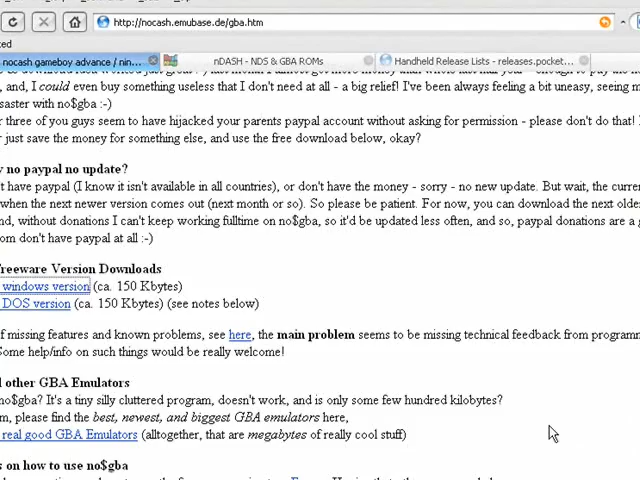 http://nocash.emubase.de/gba.htm
ted
nocash gameboy advance / nin...
nDASH - NDS & GBA ROMs
Handheld Release Lists - releases.pocket...
and, I could even buy something useless that I don't need at all - a big relief! I've been always feeling a bit uneasy, seeing m
saster with no$gba :-)
r three of you guys seem to have hijacked your parents paypal account without asking for permission - please don't do that! I
r just save the money for something else, and use the free download below, okay?
y no paypal no update?
t have paypal (I know it isn't available in all countries), or don't have the money - sorry - no new update. But wait, the curre
when the next newer version comes out (next month or so). So please be patient. For now, you can download the next olde
nd, without donations I can't keep working fulltime on no$gba, so it'd be updated less often, and so, paypal donations are a g
om don't have paypal at all :-)
Freeware Version Downloads
windows version (ca. 150 Kbytes)
DOS version (ca. 150 Kbytes) (see notes below)
f missing features and known problems, see here, the main problem seems to be missing technical feedback from programm
Some help/info on such things would be really welcome!
l other GBA Emulators
no$gba? It's a tiny silly cluttered program, doesn't work, and is only some few hundred kilobytes?
m, please find the best, newest, and biggest GBA emulators here,
real good GBA Emulators (alltogether, that are megabytes of really cool stuff)
s on how to use no$gba